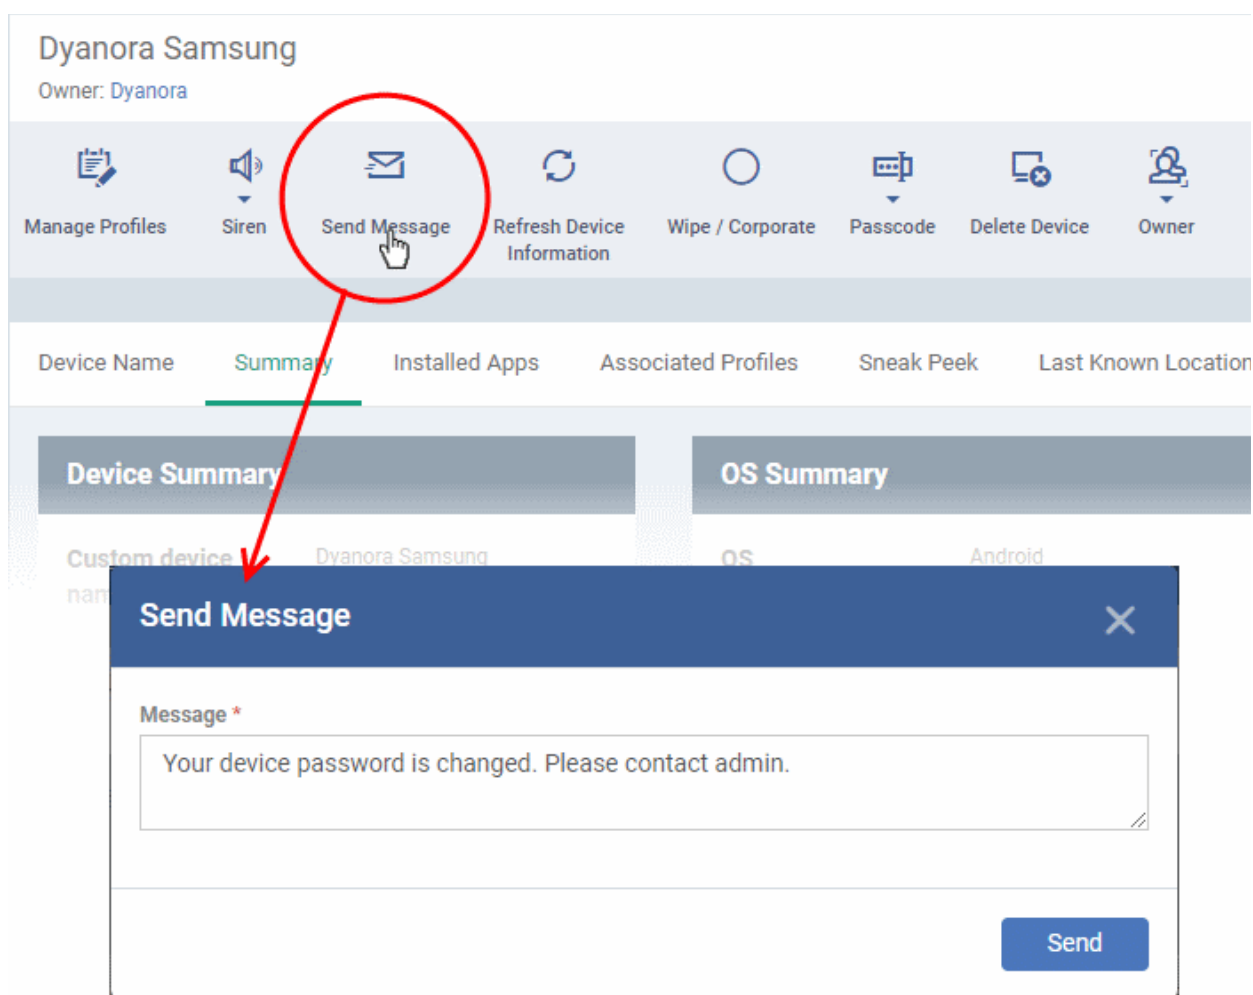 Dyanora Samsung
Owner: Dyanora
Manage Profiles
Siren
Send Message
Refresh Device
Information
Wipe / Corporate
Passcode
Delete Device
Owner
Device Name
Summary
Installed Apps
Associated Profiles
Sneak Peek
Last Known Location
Device Summary
OS Summary
Custom device
Dyanora Samsung
OS
Android
nam
Send Message
Message *
Your device password is changed. Please contact admin.
Send